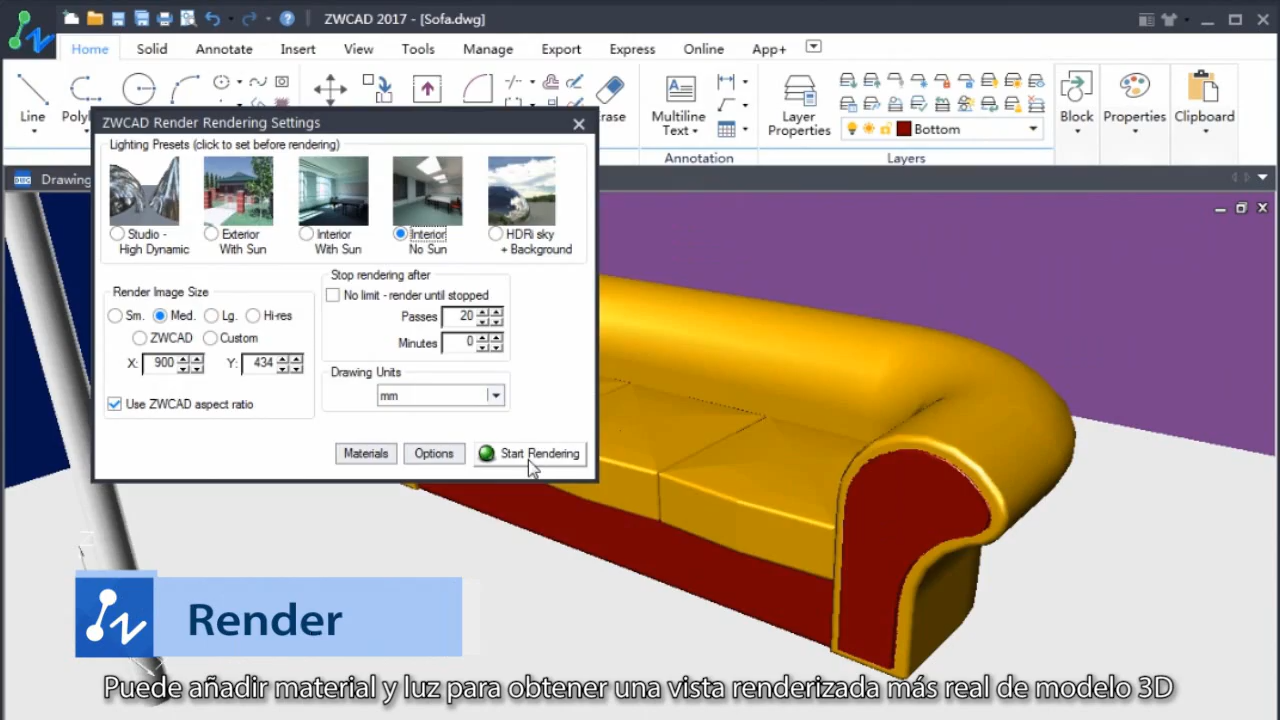 ZWCAD 2017 - [Sofa.dwg]
Home Solid Annotate Insert View Tools Manage Export Express Online App+
Line
Multiline
Text
Layer
Properties
Bottom
Block
Properties
Clipboard
Annotation
Layers
Drawing
ZWCAD Render Rendering Settings
Lighting Presets (click to set before rendering)
Studio -
High Dynamic
Exterior
With Sun
Interior
With Sun
Interior
No Sun
HDRi sky
+ Background
Render Image Size
Sm. Med. Lg. Hi-res
ZWCAD Custom
X: 900 Y: 434
Use ZWCAD aspect ratio
Stop rendering after
No limit - render until stopped
Passes 20
Minutes 0
Drawing Units
mm
Materials Options Start Rendering
Render
Puede añadir material y luz para obtener una vista renderizada más real de modelo 3D